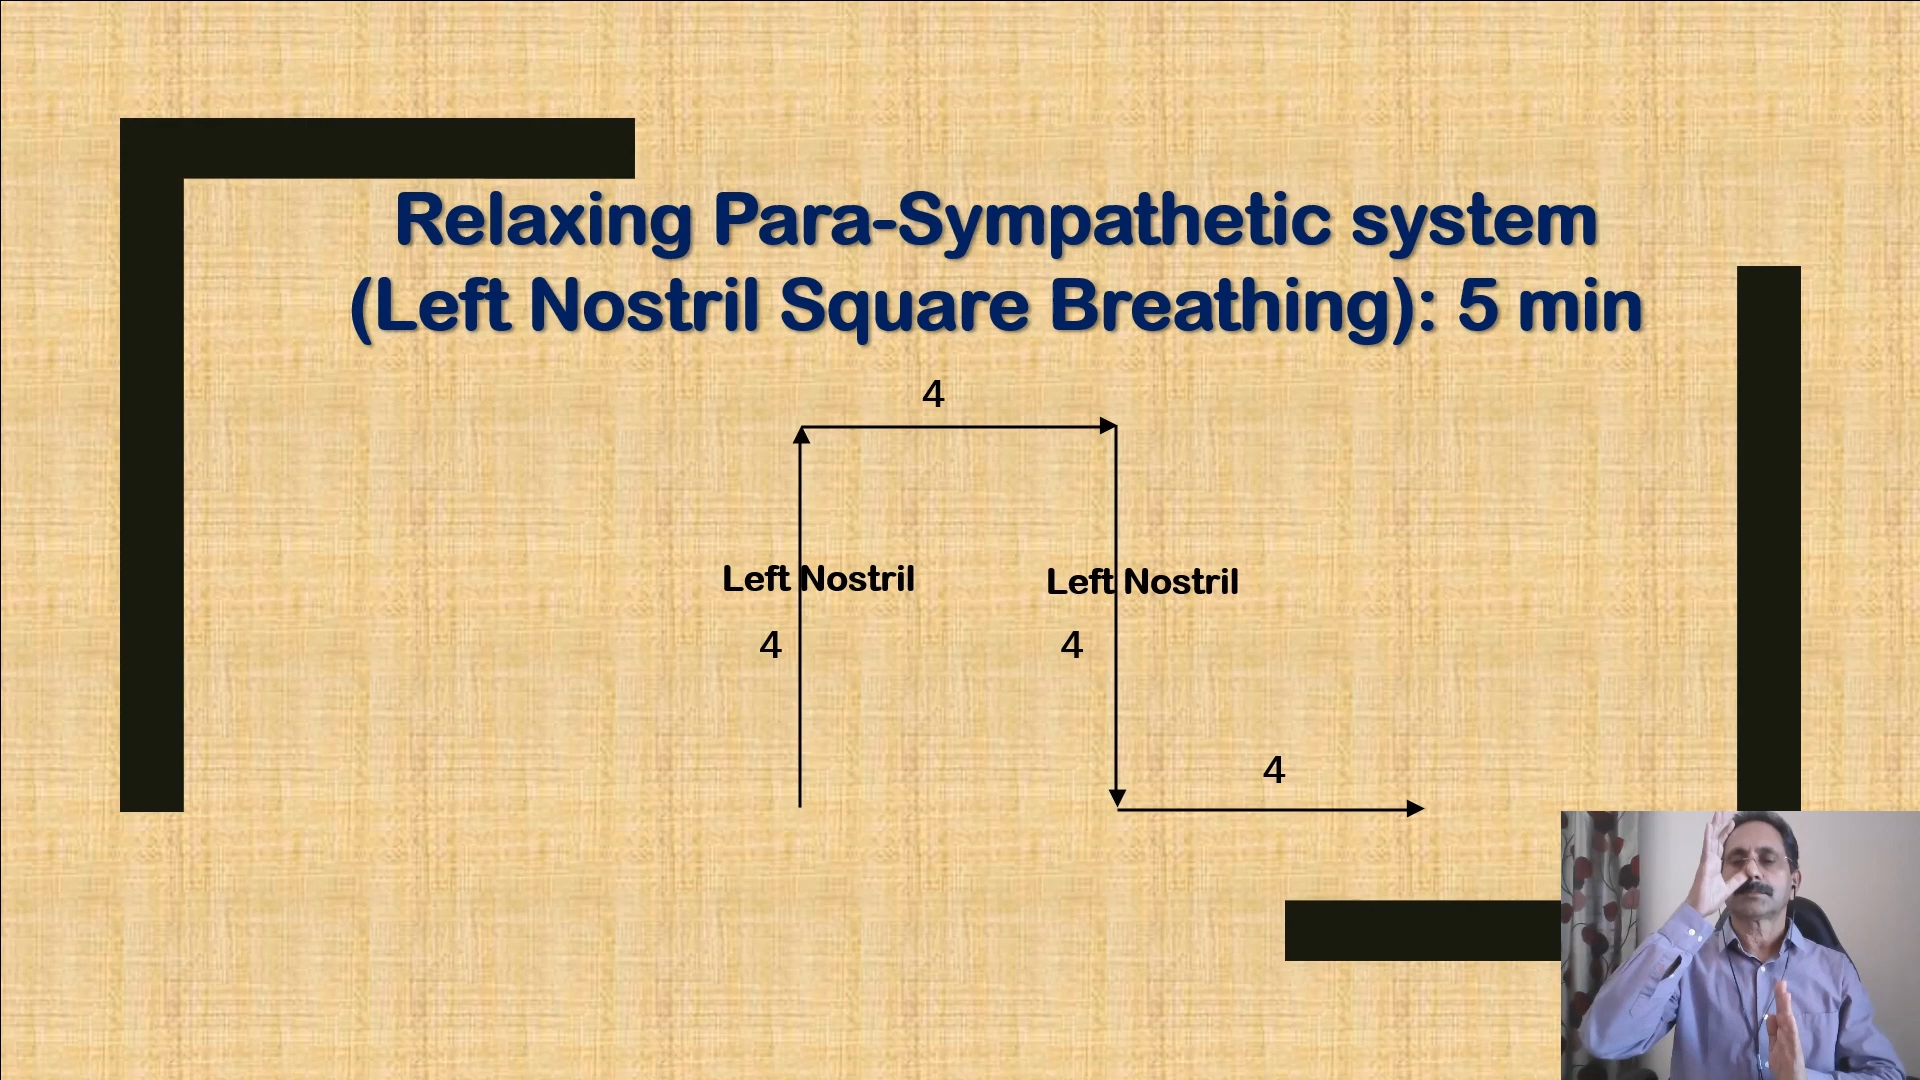 Relaxing Para-Sympathetic system
(Left Nostril Square Breathing): 5 min
4
Left Nostril
Left Nostril
4
4
4